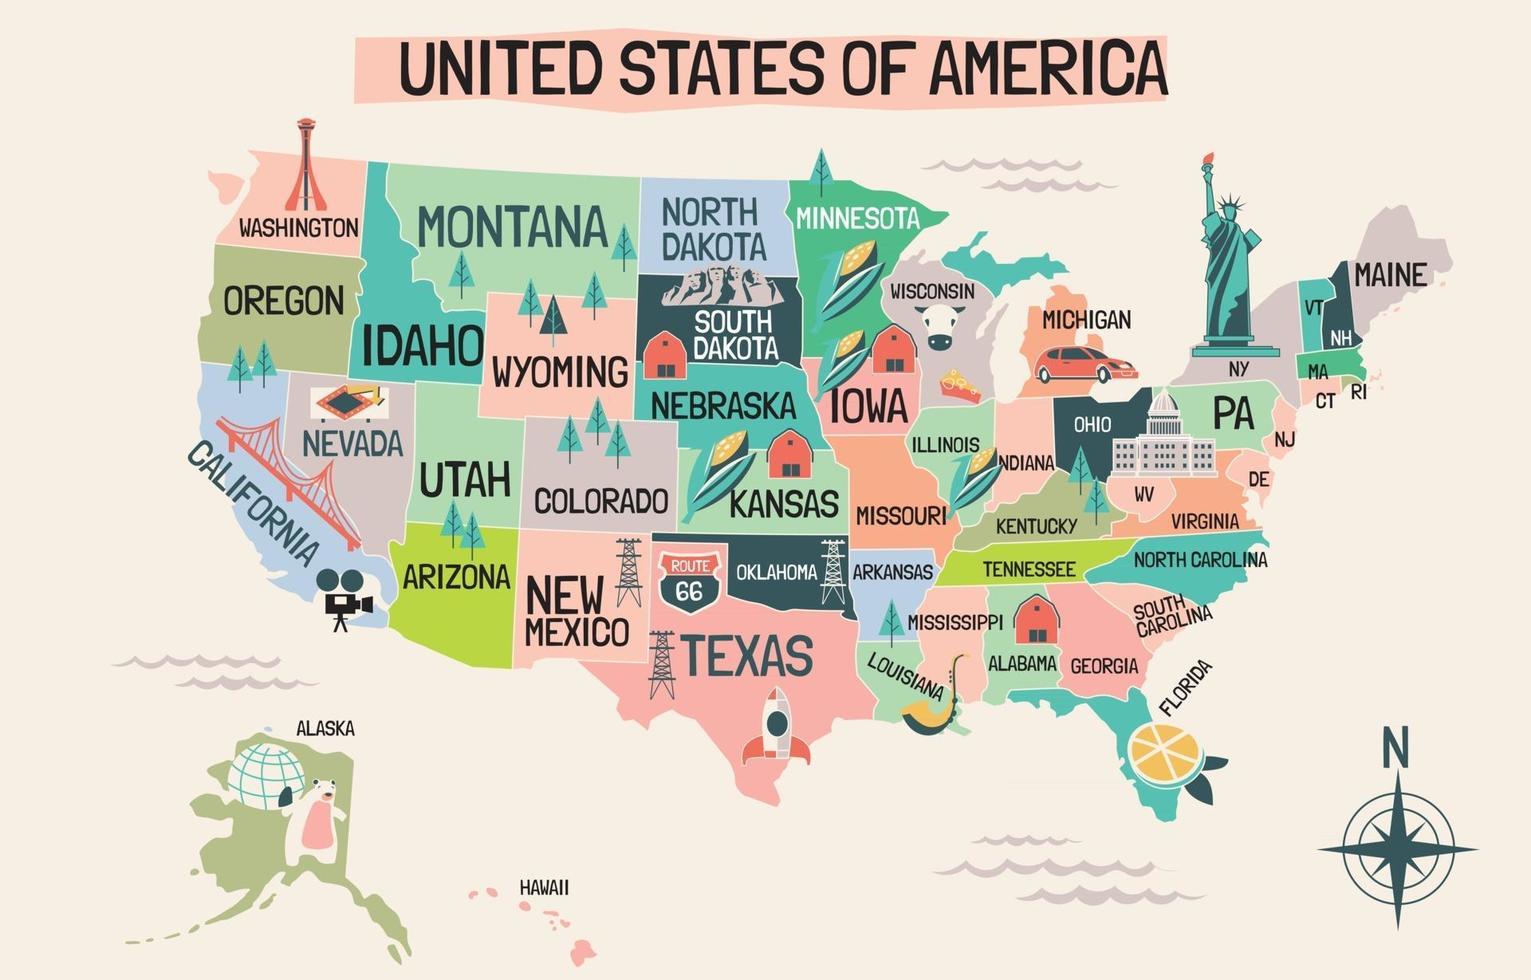 UNITED STATES OF AMERICA
WASHINGTON
MONTANA
NORTH
DAKOTA
MINNESOTA
OREGON
IDAHO
WYOMING
SOUTH
DAKOTA
WISCONSIN
MICHIGAN
MAINE
VT
NH
NY
MA
CT
RI
NEBRASKA
IOWA
NEVADA
CALIFORNIA
UTAH
COLORADO
KANSAS
MISSOURI
ILLINOIS
NDIANA
OHIO
PA
NJ
DE
WV
VIRGINIA
KENTUCKY
ARIZONA
NEW
MEXICO
ROUTE
66
OKLAHOMA
ARKANSAS
TENNESSEE
NORTH CAROLINA
SOUTH
CAROLINA
MISSISSIPPI
ALABAMA
GEORGIA
TEXAS
LOUISIANA
FLORIDA
ALASKA
HAWAII
N